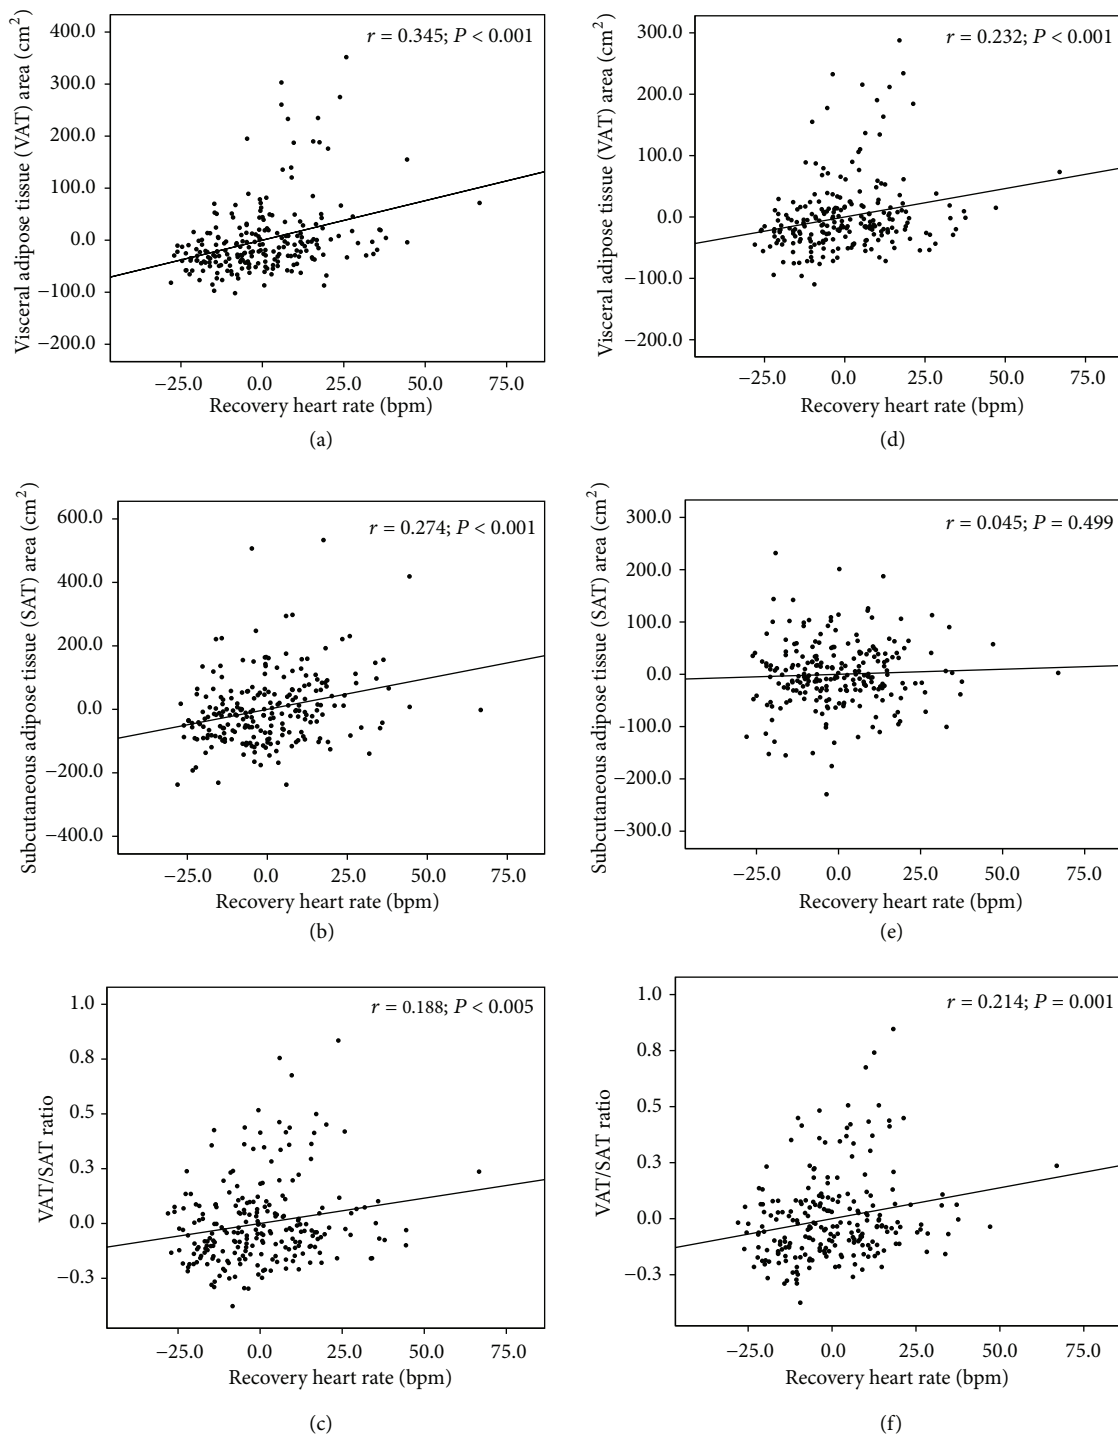 Visceral adipose tissue (VAT) area (cm²)
400.0
300.0
200.0
100.0
0.0
−100.0
−200.0
r = 0.345; P < 0.001
−25.0 0.0 25.0 50.0 75.0
Recovery heart rate (bpm)
(a)
Visceral adipose tissue (VAT) area (cm²)
300.0
200.0
100.0
0.0
−100.0
−200.0
r = 0.232; P < 0.001
−25.0 0.0 25.0 50.0 75.0
Recovery heart rate (bpm)
(d)
Subcutaneous adipose tissue (SAT) area (cm²)
600.0
400.0
200.0
0.0
−200.0
−400.0
r = 0.274; P < 0.001
−25.0 0.0 25.0 50.0 75.0
Recovery heart rate (bpm)
(b)
Subcutaneous adipose tissue (SAT) area (cm²)
300.0
200.0
100.0
0.0
-100.0
−200.0
−300.0
r = 0.045; P = 0.499
−25.0 0.0 25.0 50.0 75.0
Recovery heart rate (bpm)
(e)
VAT/SAT ratio
1.0
0.8
0.5
0.3
0.0
−0.3
r = 0.188; P < 0.005
−25.0 0.0 25.0 50.0 75.0
Recovery heart rate (bpm)
(c)
VAT/SAT ratio
1.0
0.8
0.5
0.3
0.0
−0.3
r = 0.214; P = 0.001
−25.0 0.0 25.0 50.0 75.0
Recovery heart rate (bpm)
(f)